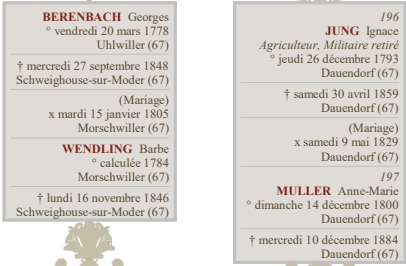 BERENBACH Georges
° vendredi 20 mars 1778
Uhlwiller (67)
† mercredi 27 septembre 1848
Schweighouse-sur-Moder (67)
(Mariage)
x mardi 15 janvier 1805
Morschwiller (67)
WENDLING Barbe
° calculée 1784
Morschwiller (67)
† lundi 16 novembre 1846
Schweighouse-sur-Moder (67)
196
JUNG Ignace
Agriculteur, Militaire retiré
° jeudi 26 décembre 1793
Dauendorf (67)
† samedi 30 avril 1859
Dauendorf (67)
(Mariage)
x samedi 9 mai 1829
Dauendorf (67)
197
MULLER Anne-Marie
° dimanche 14 décembre 1800
Dauendorf (67)
† mercredi 10 décembre 1884
Dauendorf (67)